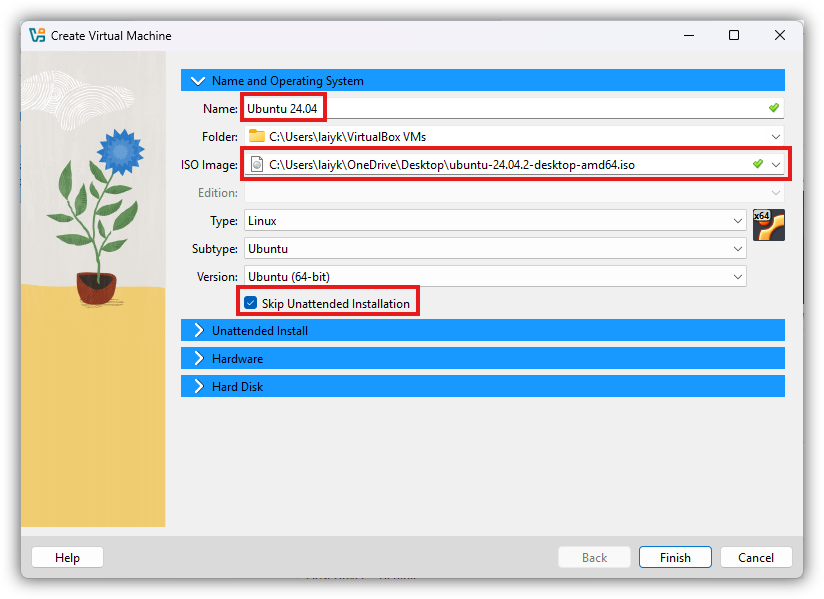 Create Virtual Machine
Name and Operating System
Name: Ubuntu 24.04
Folder: C:\Users\laiyk\VirtualBox VMs
ISO Image: C:\Users\laiyk\OneDrive\Desktop\ubuntu-24.04.2-desktop-amd64.iso
Edition:
Type: Linux
x64
Subtype: Ubuntu
Version: Ubuntu (64-bit)
Skip Unattended Installation
Unattended Install
Hardware
Hard Disk
Help Back Finish Cancel